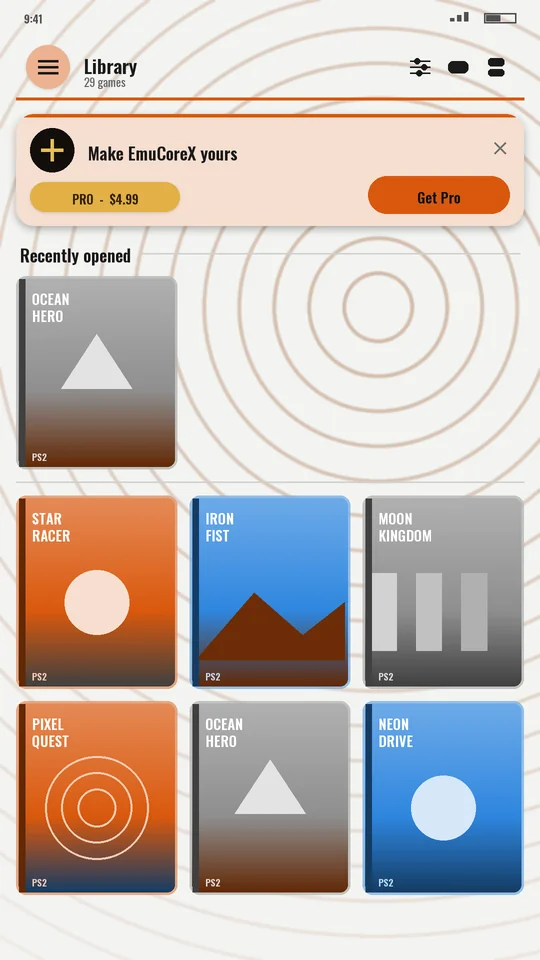 9:41
Library
29 games
Make EmuCoreX yours
PRO - $4.99
Get Pro
Recently opened
OCEAN
HERO
PS2
STAR
RACER
PS2
IRON
FIST
PS2
MOON
KINGDOM
PS2
PIXEL
QUEST
PS2
OCEAN
HERO
PS2
NEON
DRIVE
PS2